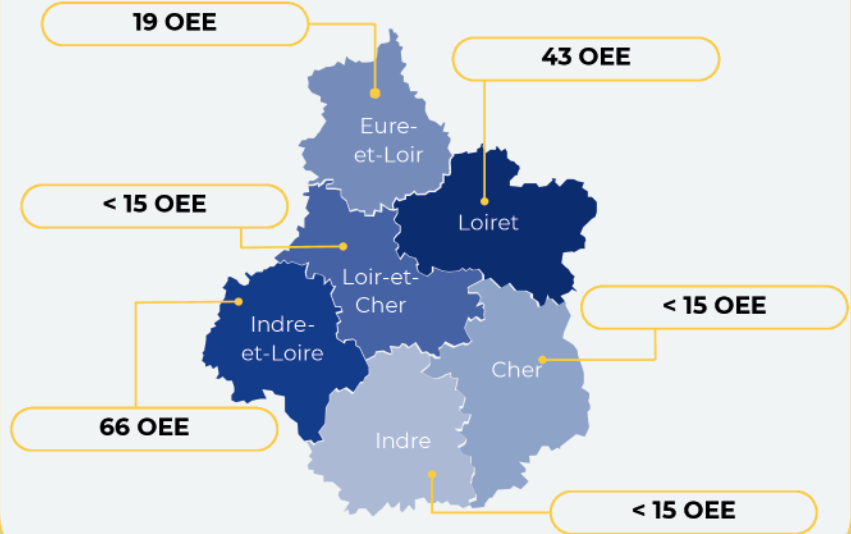 19 OEE
43 OEE
Eure-
et-Loir
< 15 OEE
Loiret
Loir-et-
Cher
< 15 OEE
Indre-
et-Loire
Cher
66 OEE
Indre
< 15 OEE